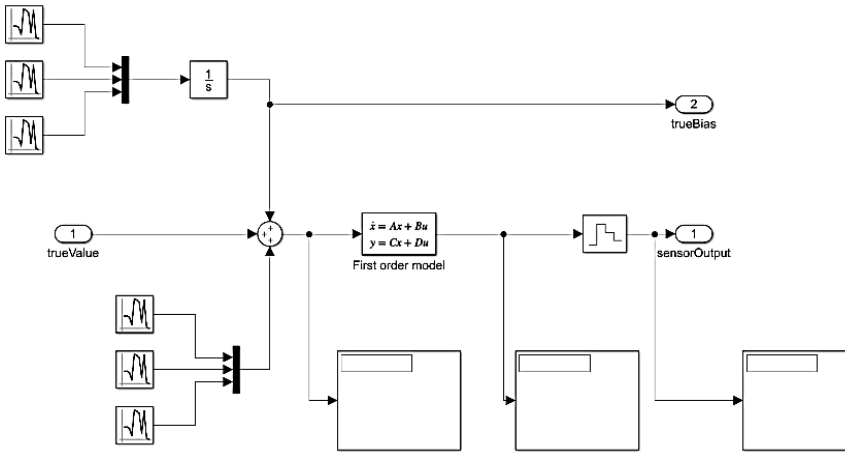 1
s
2
trueBias
1
trueValue
+
+
+
ẋ = Ax + Bu
y = Cx + Du
First order model
1
sensorOutput